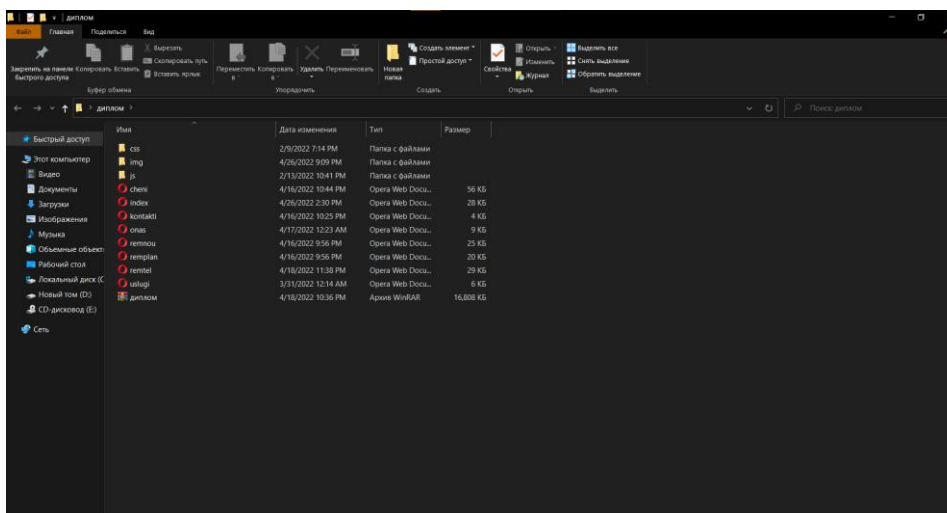 диплом
Файл Главная Поделиться Вид
Закрепить на панели быстрого доступа
Копировать
Вставить
Вырезать
Скопировать путь
Вставить ярлык
Буфер обмена
Переместить в
Копировать в
Удалить
Переименовать
Упорядочить
Новая папка
Создать элемент
Простой доступ
Создать
Свойства
Открыть
Изменить
Журнал
Открыть
Выделить все
Снять выделение
Обратить выделение
Выделить
диплом
Поиск: диплом
Быстрый доступ
Этот компьютер
Видео
Документы
Загрузки
Изображения
Музыка
Объемные объект
Рабочий стол
Локальный диск (C
Новый том (D:)
CD-дисковод (E:)
Сеть
Имя Дата изменения Тип Размер
css 2/9/2022 7:14 PM Папка с файлами
img 4/26/2022 9:09 PM Папка с файлами
js 2/13/2022 10:41 PM Папка с файлами
cheni 4/16/2022 10:44 PM Opera Web Docu... 56 КБ
index 4/26/2022 2:30 PM Opera Web Docu... 28 КБ
kontakti 4/16/2022 10:25 PM Opera Web Docu... 4 КБ
onas 4/17/2022 12:23 AM Opera Web Docu... 9 КБ
remnou 4/16/2022 9:56 PM Opera Web Docu... 25 КБ
remplan 4/16/2022 9:56 PM Opera Web Docu... 20 КБ
remtel 4/18/2022 11:38 PM Opera Web Docu... 29 КБ
uslugi 3/31/2022 12:14 AM Opera Web Docu... 6 КБ
диплом 4/18/2022 10:36 PM Архив WinRAR 16,808 КБ